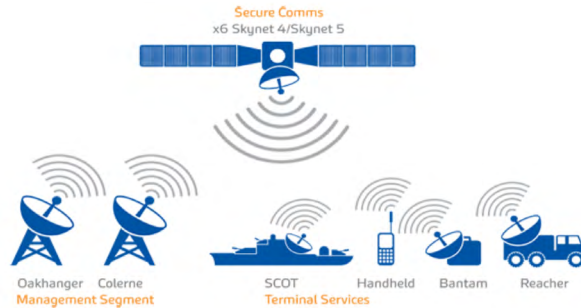 Secure Comms
x6 Skynet 4/Skynet 5
Oakhanger Colerne SCOT Handheld Bantam Reacher
Management Segment Terminal Services